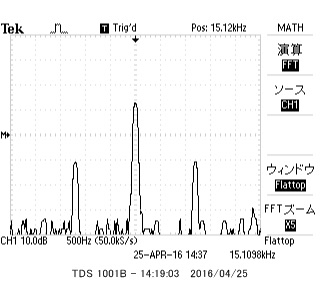 Tek T Trig'd Pos: 15.12kHz MATH
演算
FFT
ソース
CH1
M
ウィンドウ
Flattop
FFTズーム
X5
CH1 10.0dB 500Hz (50.0kS/s) Flattop
25-APR-16 14:37 15.1098kHz
TDS 1001B - 14:19:03 2016/04/25